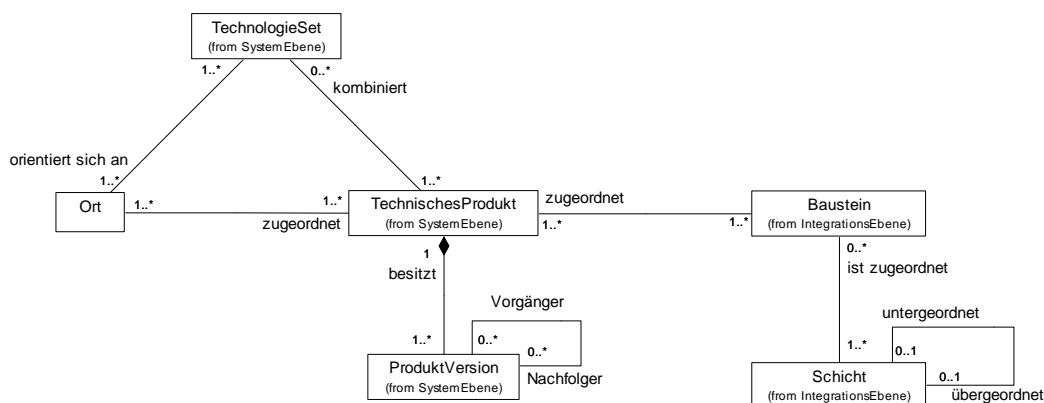 TechnologieSet
(from SystemEbene)
1..*
0..*
kombiniert
orientiert sich an
1..*
1..*
Ort
1..*
1..*
zugeordnet
TechnischesProdukt
(from SystemEbene)
zugeordnet
1..*
1..*
Baustein
(from IntegrationsEbene)
1
besitzt
0..*
ist zugeordnet
Vorgänger
untergeordnet
1..*
0..*
0..*
1..*
0..1
ProduktVersion
(from SystemEbene)
Nachfolger
Schicht
(from IntegrationsEbene)
0..1
übergeordnet